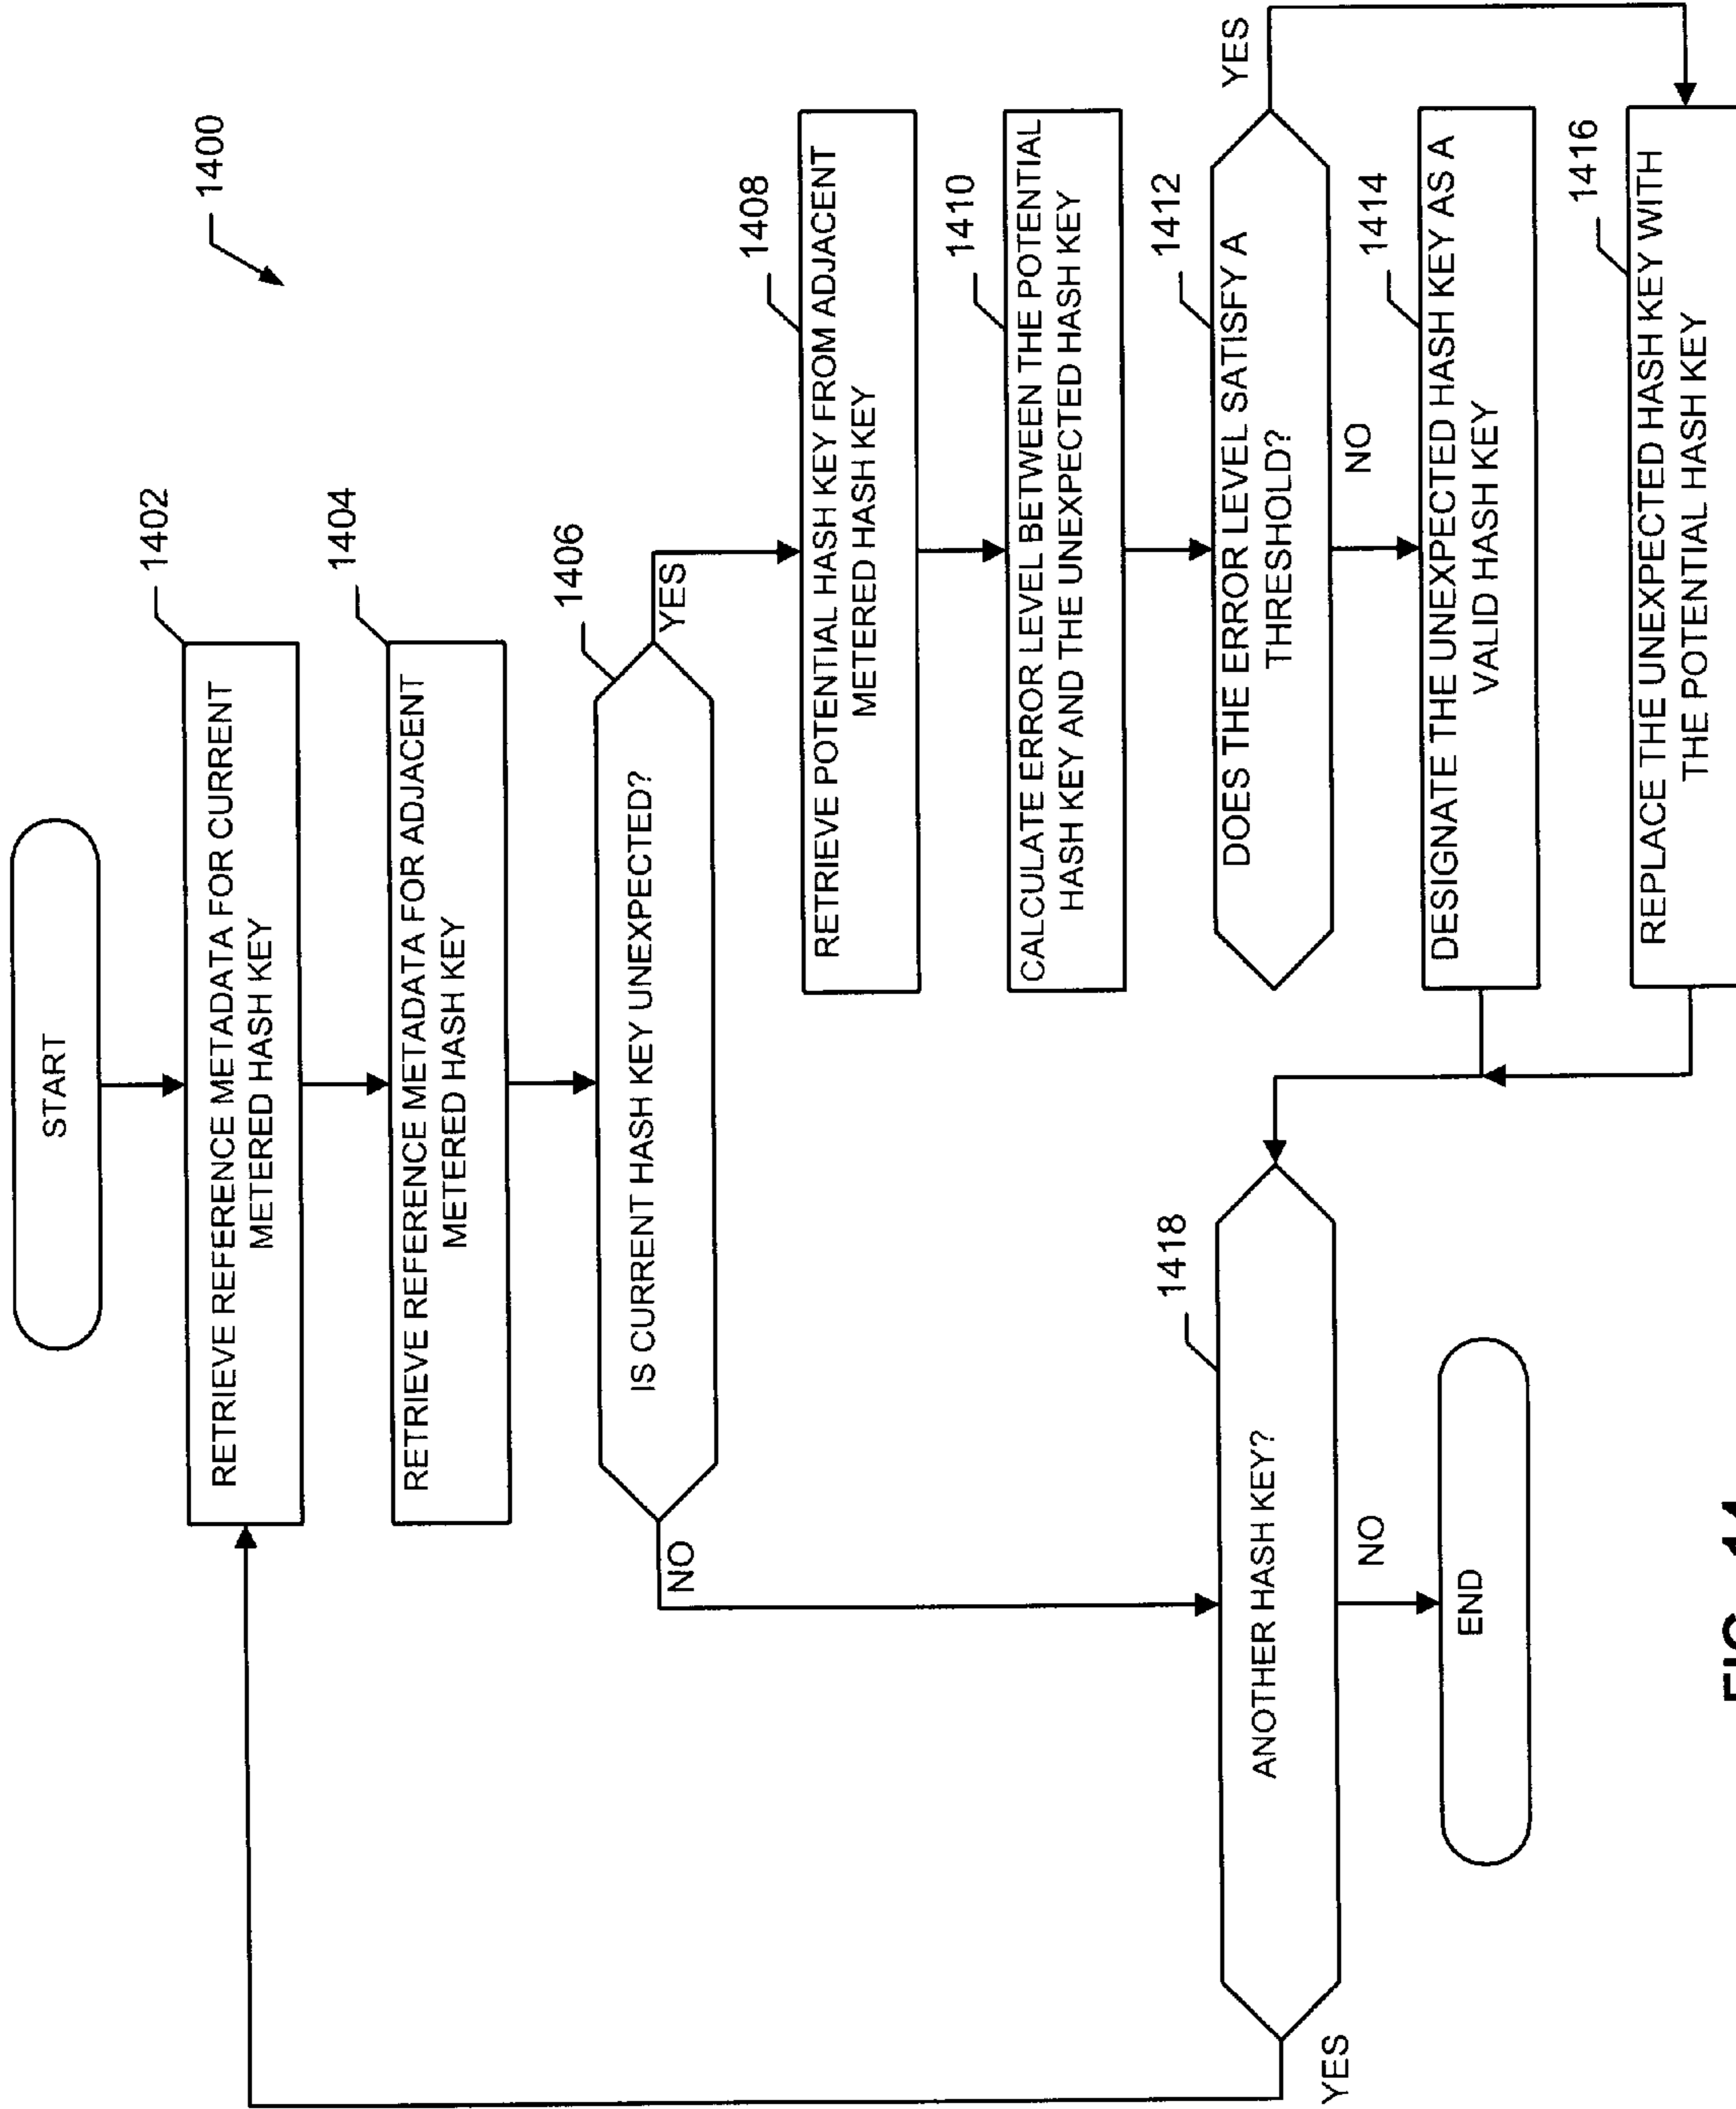 1400
START
1402
RETRIEVE REFERENCE METADATA FOR CURRENT
METERED HASH KEY
1404
RETRIEVE REFERENCE METADATA FOR ADJACENT
METERED HASH KEY
1406
IS CURRENT HASH KEY UNEXPECTED?
YES
NO
1408
RETRIEVE POTENTIAL HASH KEY FROM ADJACENT
METERED HASH KEY
1410
CALCULATE ERROR LEVEL BETWEEN THE POTENTIAL
HASH KEY AND THE UNEXPECTED HASH KEY
1412
DOES THE ERROR LEVEL SATISFY A
THRESHOLD?
YES
NO
1414
DESIGNATE THE UNEXPECTED HASH KEY AS A
VALID HASH KEY
1416
REPLACE THE UNEXPECTED HASH KEY WITH
THE POTENTIAL HASH KEY
1418
ANOTHER HASH KEY?
YES
NO
END